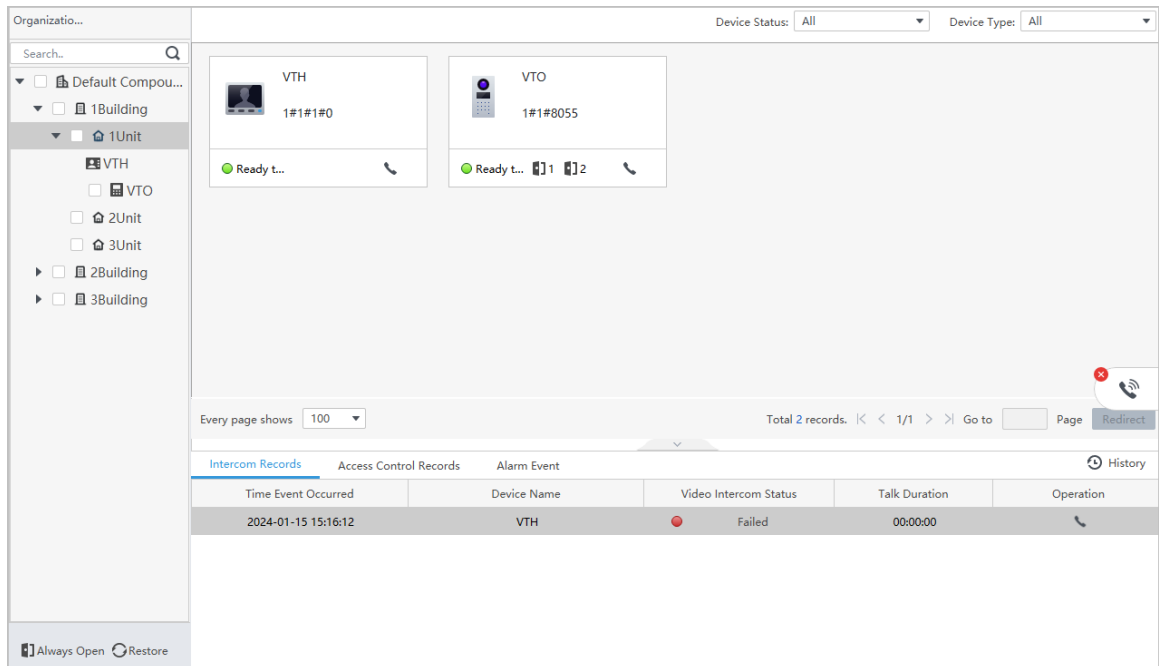 Organizatio...
Device Status: All Device Type: All
Search..
Default Compou...
1Building
1Unit
VTH
VTO
2Unit
3Unit
2Building
3Building
VTH
1#1#1#0
Ready t...
VTO
1#1#8055
Ready t... 1 2
Every page shows 100 Total 2 records. 1/1 Go to Page Redirect
Intercom Records Access Control Records Alarm Event History
Time Event Occurred Device Name Video Intercom Status Talk Duration Operation
2024-01-15 15:16:12 VTH Failed 00:00:00
Always Open Restore